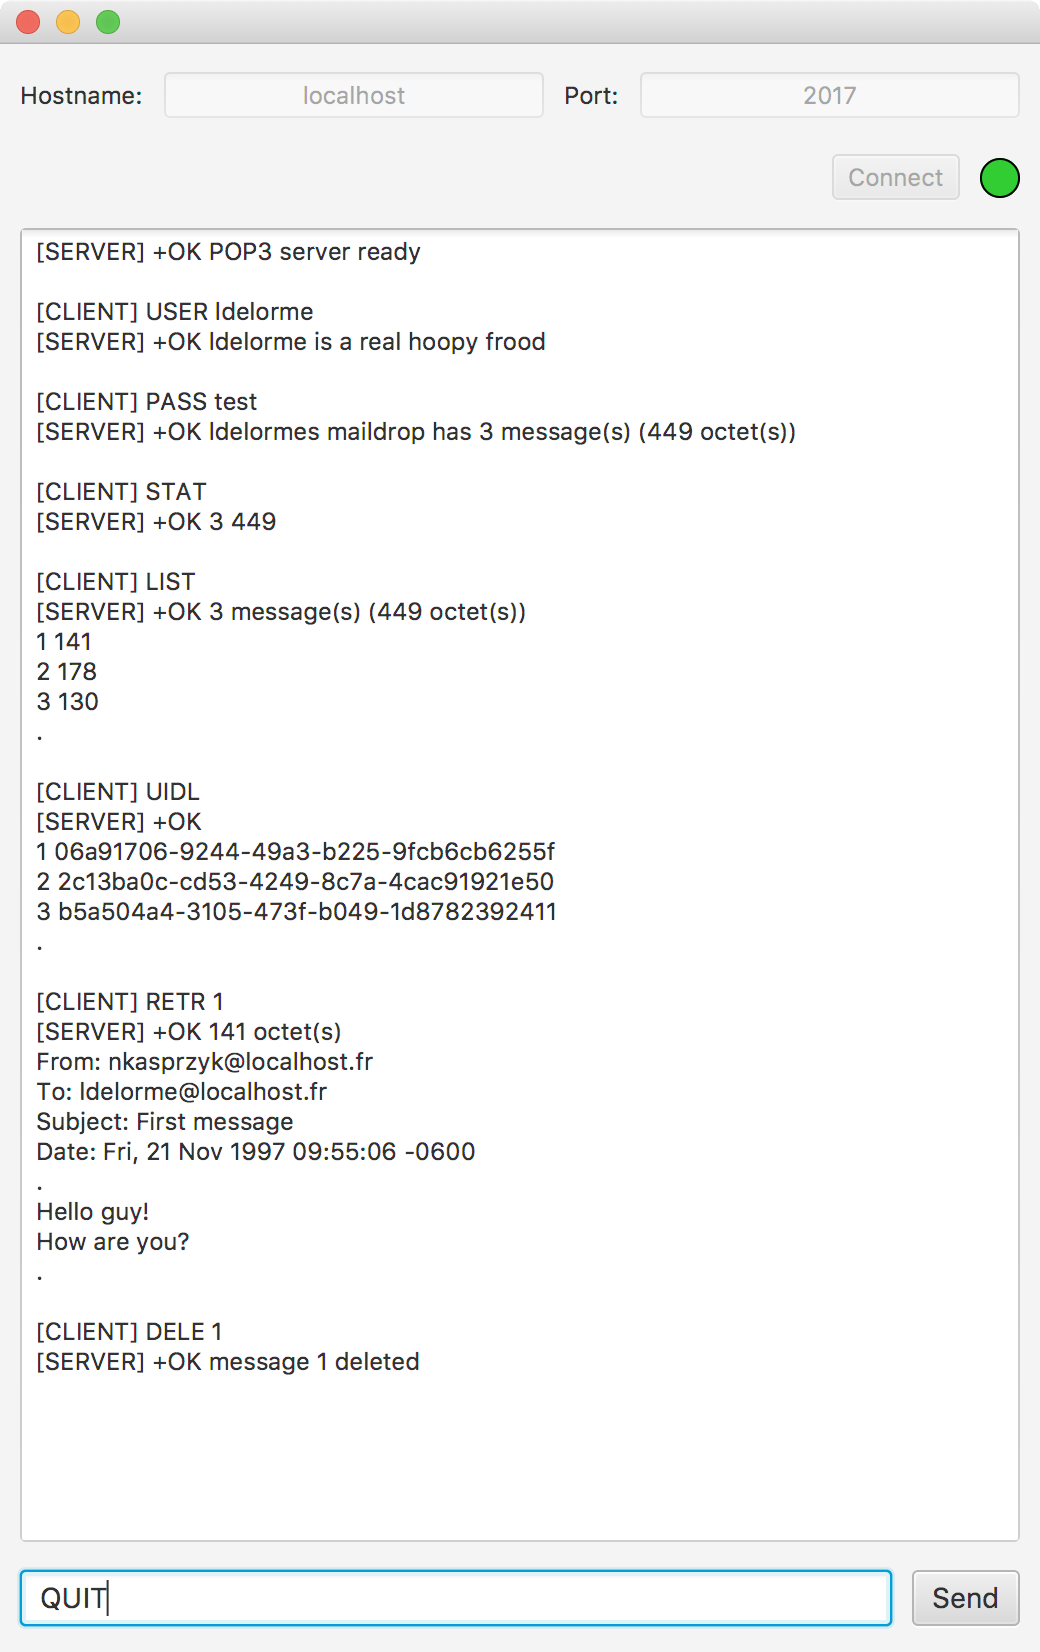 Hostname: localhost Port: 2017
Connect
[SERVER] +OK POP3 server ready
[CLIENT] USER ldelorme
[SERVER] +OK ldelorme is a real hoopy frood
[CLIENT] PASS test
[SERVER] +OK ldelormes maildrop has 3 message(s) (449 octet(s))
[CLIENT] STAT
[SERVER] +OK 3 449
[CLIENT] LIST
[SERVER] +OK 3 message(s) (449 octet(s))
1 141
2 178
3 130
.
[CLIENT] UIDL
[SERVER] +OK
1 06a91706-9244-49a3-b225-9fcb6cb6255f
2 2c13ba0c-cd53-4249-8c7a-4cac91921e50
3 b5a504a4-3105-473f-b049-1d8782392411
.
[CLIENT] RETR 1
[SERVER] +OK 141 octet(s)
From: nkasprzyk@localhost.fr
To: ldelorme@localhost.fr
Subject: First message
Date: Fri, 21 Nov 1997 09:55:06 -0600
.
Hello guy!
How are you?
.
[CLIENT] DELE 1
[SERVER] +OK message 1 deleted
QUIT Send